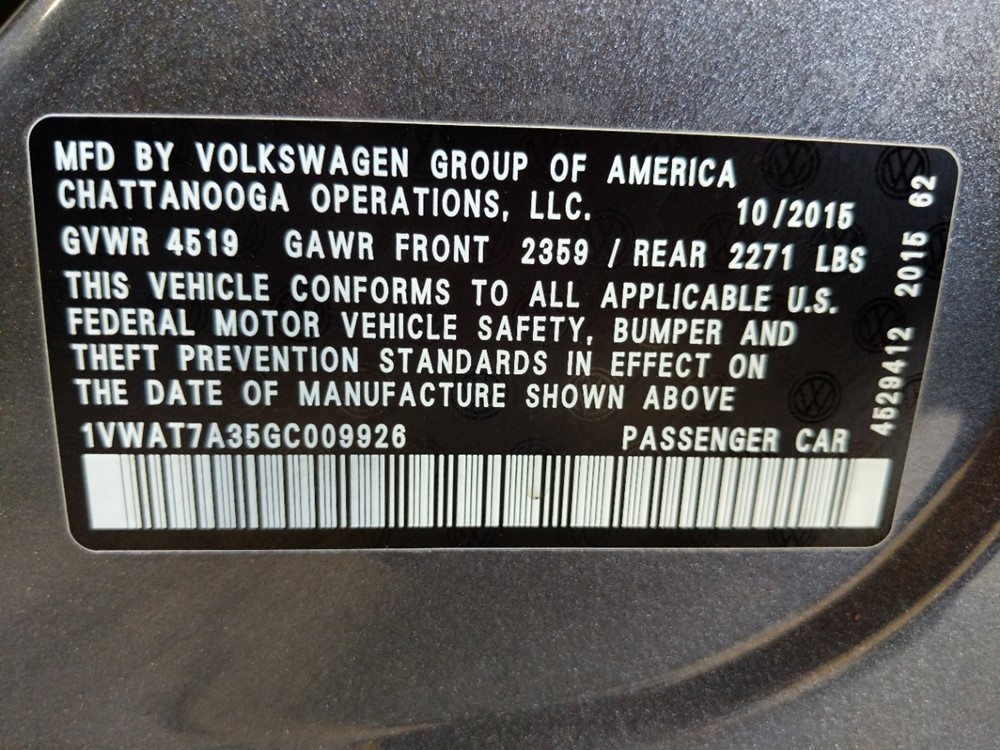 MFD BY VOLKSWAGEN GROUP OF AMERICA
CHATTANOOGA OPERATIONS, LLC. 10/2015
GVWR 4519 GAWR FRONT 2359 / REAR 2271 LBS
THIS VEHICLE CONFORMS TO ALL APPLICABLE U.S.
FEDERAL MOTOR VEHICLE SAFETY, BUMPER AND
THEFT PREVENTION STANDARDS IN EFFECT ON
THE DATE OF MANUFACTURE SHOWN ABOVE
1VWAT7A35GC009926 PASSENGER CAR
4529412 2015 62